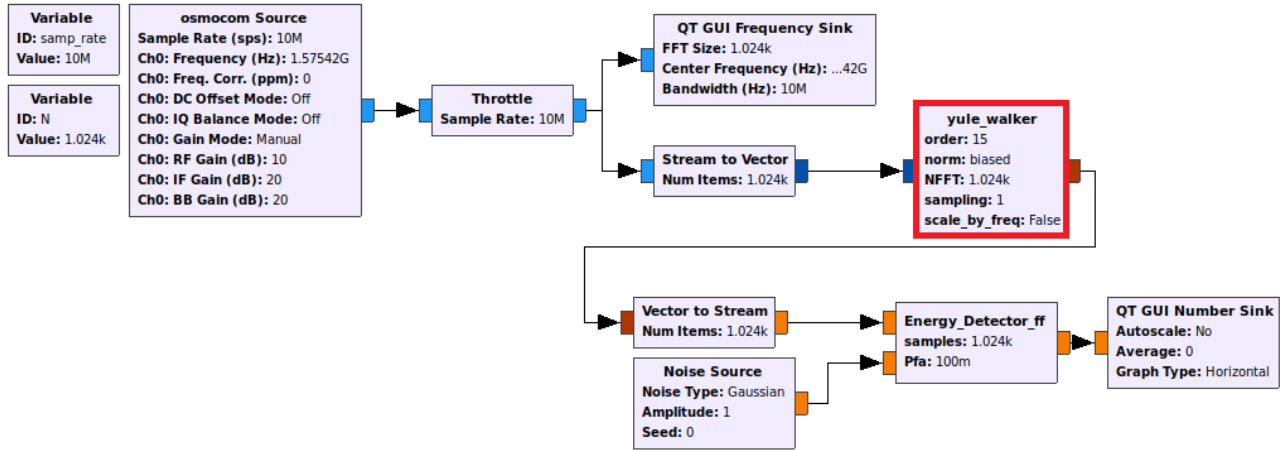 Variable
ID: samp_rate
Value: 10M
Variable
ID: N
Value: 1.024k
osmocom Source
Sample Rate (sps): 10M
Ch0: Frequency (Hz): 1.57542G
Ch0: Freq. Corr. (ppm): 0
Ch0: DC Offset Mode: Off
Ch0: IQ Balance Mode: Off
Ch0: Gain Mode: Manual
Ch0: RF Gain (dB): 10
Ch0: IF Gain (dB): 20
Ch0: BB Gain (dB): 20
Throttle
Sample Rate: 10M
QT GUI Frequency Sink
FFT Size: 1.024k
Center Frequency (Hz): ...42G
Bandwidth (Hz): 10M
Stream to Vector
Num Items: 1.024k
yule_walker
order: 15
norm: biased
NFFT: 1.024k
sampling: 1
scale_by_freq: False
Vector to Stream
Num Items: 1.024k
Noise Source
Noise Type: Gaussian
Amplitude: 1
Seed: 0
Energy_Detector_ff
samples: 1.024k
Pfa: 100m
QT GUI Number Sink
Autoscale: No
Average: 0
Graph Type: Horizontal